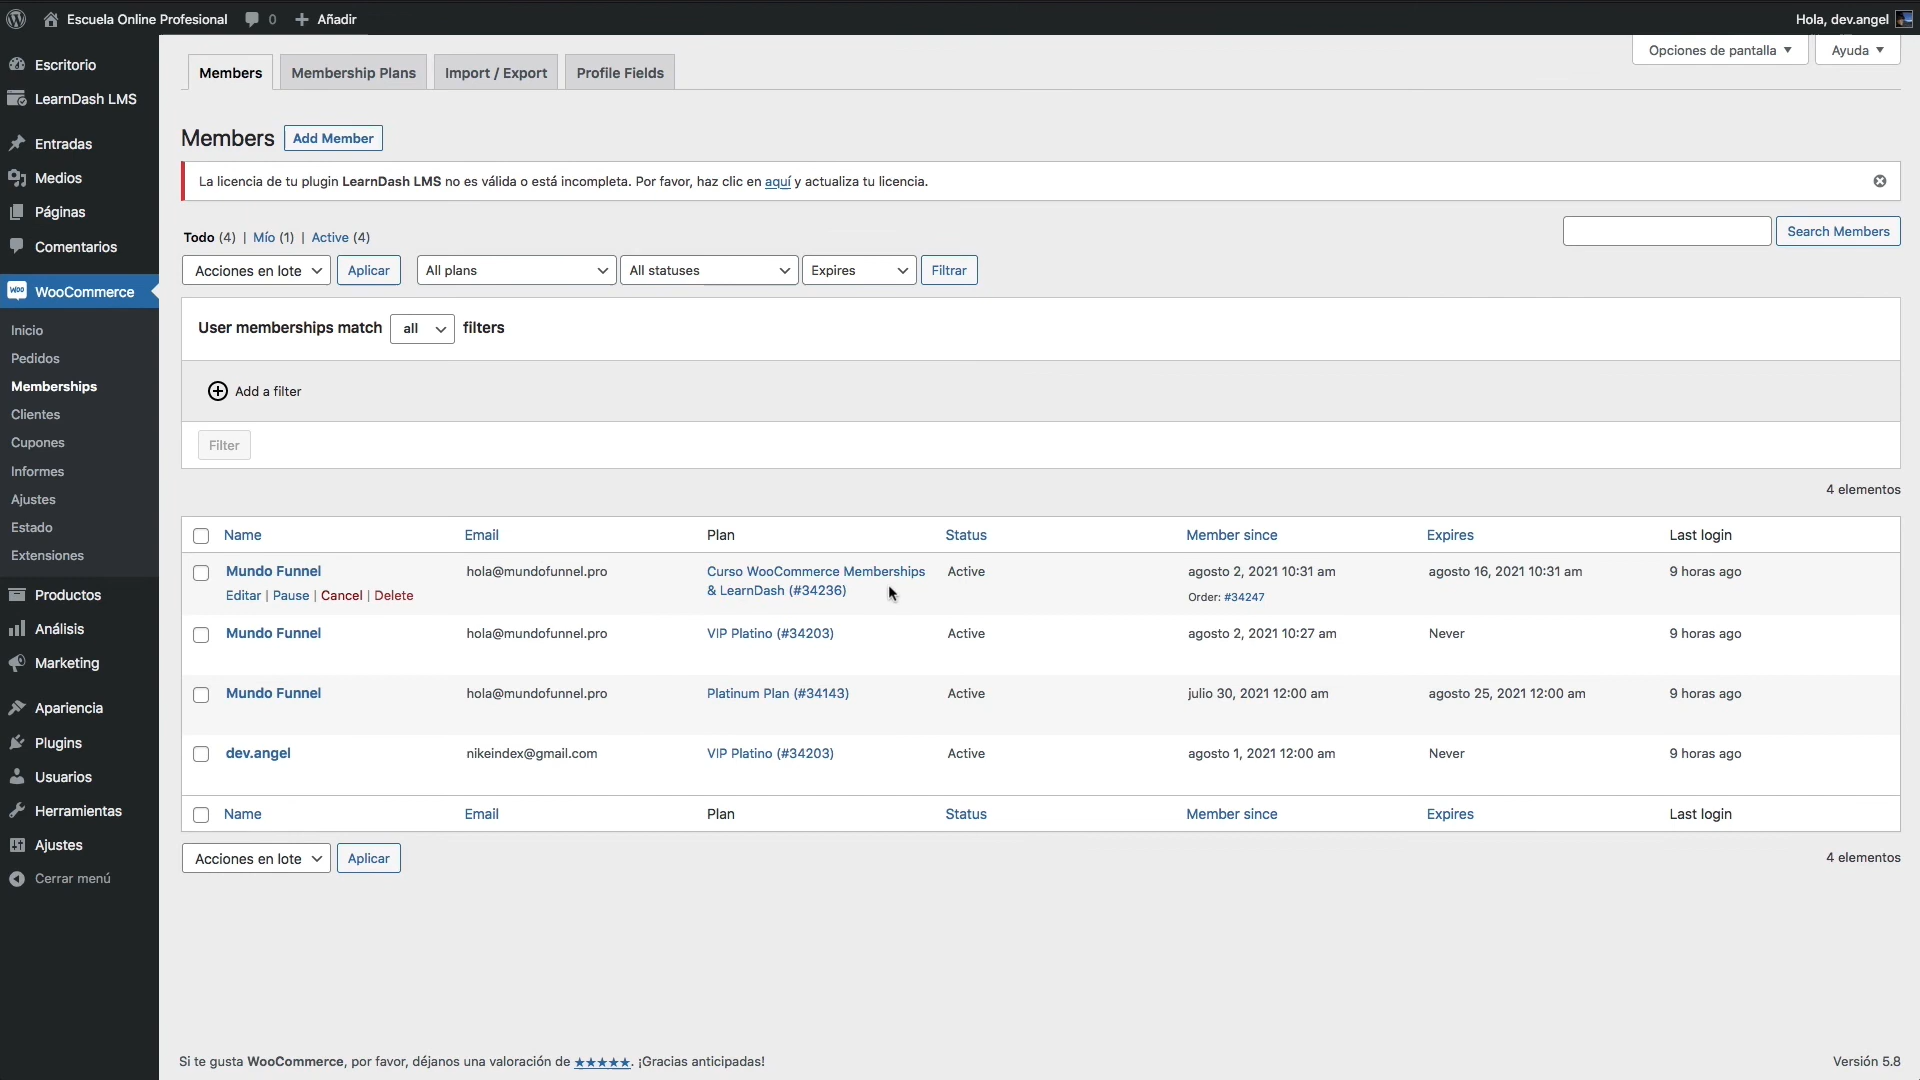 Escuela Online Profesional 0 Añadir Hola, dev.angel
Opciones de pantalla Ayuda
Escritorio
LearnDash LMS
Entradas
Medios
Páginas
Comentarios
WooCommerce
Inicio
Pedidos
Memberships
Clientes
Cupones
Informes
Ajustes
Estado
Extensiones
Productos
Análisis
Marketing
Apariencia
Plugins
Usuarios
Herramientas
Ajustes
Cerrar menú
Members Membership Plans Import / Export Profile Fields
Members Add Member
La licencia de tu plugin LearnDash LMS no es válida o está incompleta. Por favor, haz clic en aquí y actualiza tu licencia.
Todo (4) | Mío (1) | Active (4)
Search Members
Acciones en lote Aplicar All plans All statuses Expires Filtrar
User memberships match all filters
Add a filter
Filter
4 elementos
Name Email Plan Status Member since Expires Last login
Mundo Funnel hola@mundofunnel.pro Curso WooCommerce Memberships Active agosto 2, 2021 10:31 am agosto 16, 2021 10:31 am 9 horas ago
Editar | Pause | Cancel | Delete & LearnDash (#34236) Order: #34247
Mundo Funnel hola@mundofunnel.pro VIP Platino (#34203) Active agosto 2, 2021 10:27 am Never 9 horas ago
Mundo Funnel hola@mundofunnel.pro Platinum Plan (#34143) Active julio 30, 2021 12:00 am agosto 25, 2021 12:00 am 9 horas ago
dev.angel nikeindex@gmail.com VIP Platino (#34203) Active agosto 1, 2021 12:00 am Never 9 horas ago
Name Email Plan Status Member since Expires Last login
Acciones en lote Aplicar 4 elementos
Si te gusta WooCommerce, por favor, déjanos una valoración de ★★★★★. ¡Gracias anticipadas! Versión 5.8